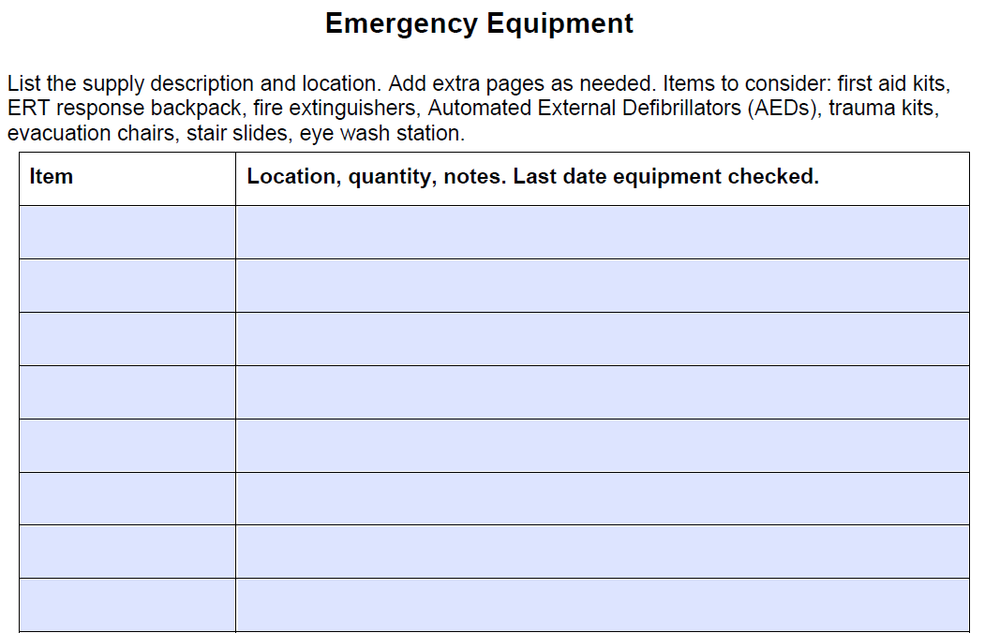 Emergency Equipment
List the supply description and location. Add extra pages as needed. Items to consider: first aid kits,
ERT response backpack, fire extinguishers, Automated External Defibrillators (AEDs), trauma kits,
evacuation chairs, stair slides, eye wash station.
Item
Location, quantity, notes. Last date equipment checked.